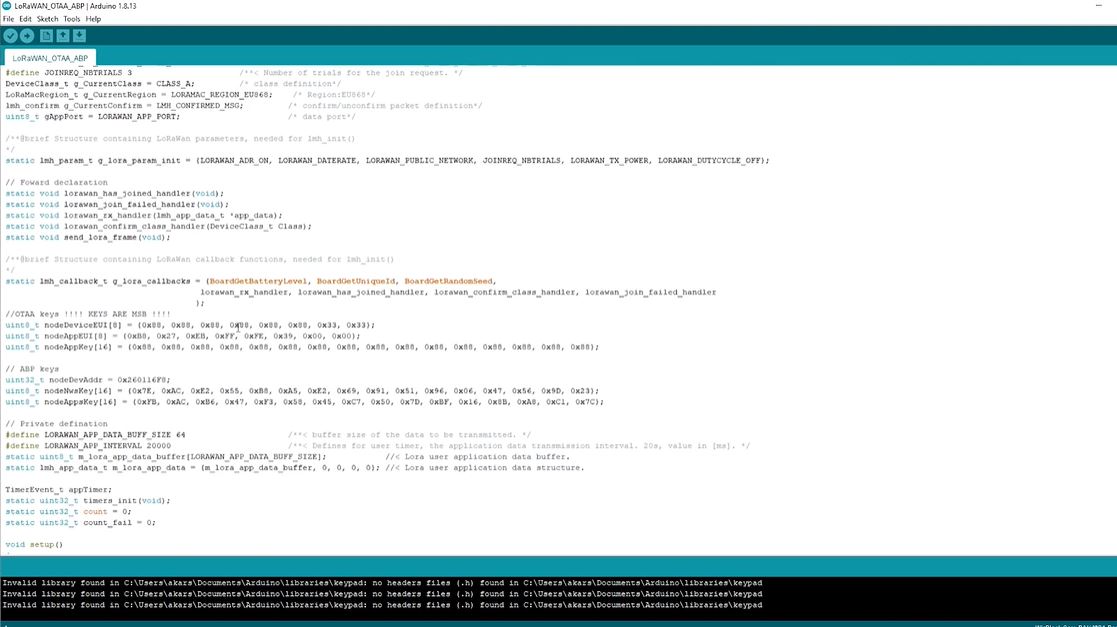 LoRaWAN_OTAA_ABP | Arduino 1.8.13
File Edit Sketch Tools Help
LoRaWAN_OTAA_ABP
#define JOINREQ_NBTRIALS 3 /**< Number of trials for the join request. */
DeviceClass_t g_CurrentClass = CLASS_A; /* class definition*/
LoRaMacRegion_t g_CurrentRegion = LORAMAC_REGION_EU868; /* Region:EU868*/
lmh_confirm g_CurrentConfirm = LMH_CONFIRMED_MSG; /* confirm/unconfirm packet definition*/
uint8_t gAppPort = LORAWAN_APP_PORT; /* data port*/
/**@brief Structure containing LoRaWan parameters, needed for lmh_init()
*/
static lmh_param_t g_lora_param_init = {LORAWAN_ADR_ON, LORAWAN_DATERATE, LORAWAN_PUBLIC_NETWORK, JOINREQ_NBTRIALS, LORAWAN_TX_POWER, LORAWAN_DUTYCYCLE_OFF};
// Foward declaration
static void lorawan_has_joined_handler(void);
static void lorawan_join_failed_handler(void);
static void lorawan_rx_handler(lmh_app_data_t *app_data);
static void lorawan_confirm_class_handler(DeviceClass_t Class);
static void send_lora_frame(void);
/**@brief Structure containing LoRaWan callback functions, needed for lmh_init()
*/
static lmh_callback_t g_lora_callbacks = {BoardGetBatteryLevel, BoardGetUniqueId, BoardGetRandomSeed,
lorawan_rx_handler, lorawan_has_joined_handler, lorawan_confirm_class_handler, lorawan_join_failed_handler
};
//OTAA keys !!!! KEYS ARE MSB !!!!
uint8_t nodeDeviceEUI[8] = {0x88, 0x88, 0x88, 0x88, 0x88, 0x88, 0x33, 0x33};
uint8_t nodeAppEUI[8] = {0xB8, 0x27, 0xEB, 0xFF, 0xFE, 0x39, 0x00, 0x00};
uint8_t nodeAppKey[16] = {0x88, 0x88, 0x88, 0x88, 0x88, 0x88, 0x88, 0x88, 0x88, 0x88, 0x88, 0x88, 0x88, 0x88, 0x88, 0x88};
// ABP keys
uint32_t nodeDevAddr = 0x260116F8;
uint8_t nodeNwsKey[16] = {0x7E, 0xAC, 0xE2, 0x55, 0xB8, 0xA5, 0xE2, 0x69, 0x91, 0x51, 0x96, 0x06, 0x47, 0x56, 0x9D, 0x23};
uint8_t nodeAppsKey[16] = {0xFB, 0xAC, 0xB6, 0x47, 0xF3, 0x58, 0x45, 0xC7, 0x50, 0x7D, 0xBF, 0x16, 0x8B, 0xA8, 0xC1, 0x7C};
// Private defination
#define LORAWAN_APP_DATA_BUFF_SIZE 64 /**< buffer size of the data to be transmitted. */
#define LORAWAN_APP_INTERVAL 20000 /**< Defines for user timer, the application data transmission interval. 20s, value in [ms]. */
static uint8_t m_lora_app_data_buffer[LORAWAN_APP_DATA_BUFF_SIZE]; //< Lora user application data buffer.
static lmh_app_data_t m_lora_app_data = {m_lora_app_data_buffer, 0, 0, 0, 0}; //< Lora user application data structure.
TimerEvent_t appTimer;
static uint32_t timers_init(void);
static uint32_t count = 0;
static uint32_t count_fail = 0;
void setup()
Invalid library found in C:\Users\akars\Documents\Arduino\libraries\keypad: no headers files (.h) found in C:\Users\akars\Documents\Arduino\libraries\keypad
Invalid library found in C:\Users\akars\Documents\Arduino\libraries\keypad: no headers files (.h) found in C:\Users\akars\Documents\Arduino\libraries\keypad
Invalid library found in C:\Users\akars\Documents\Arduino\libraries\keypad: no headers files (.h) found in C:\Users\akars\Documents\Arduino\libraries\keypad